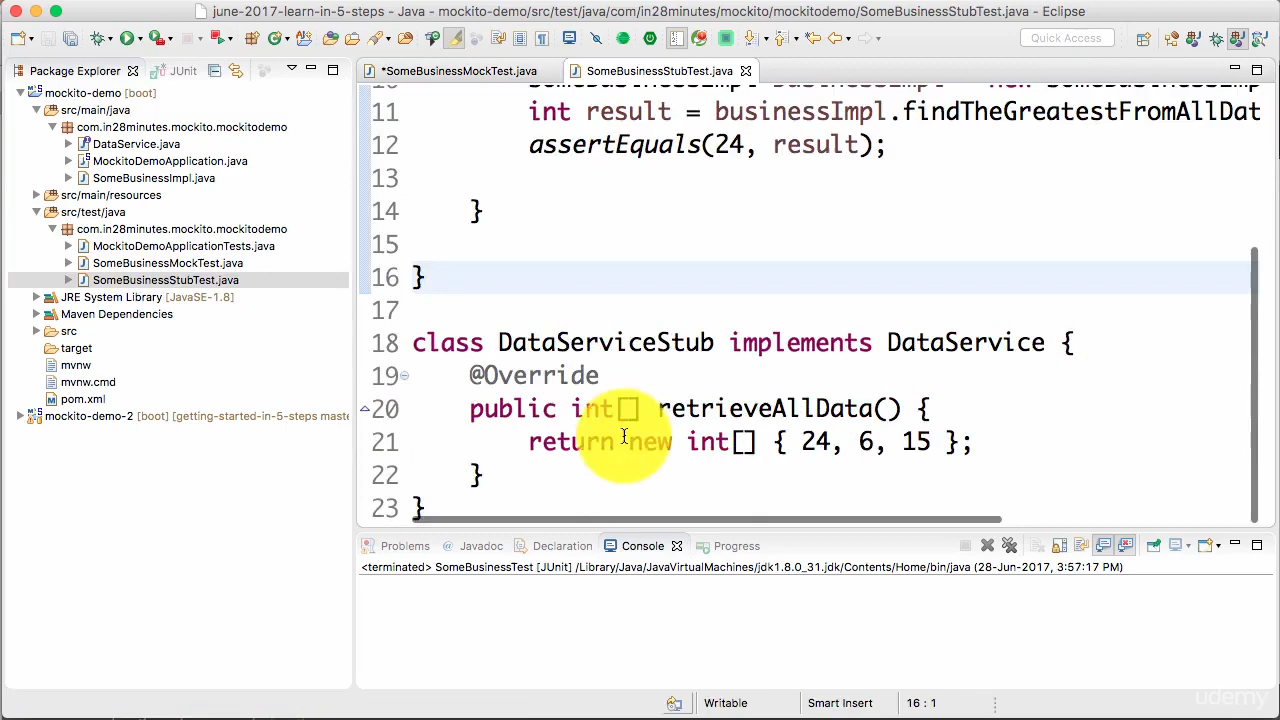 june-2017-learn-in-5-steps - Java - mockito-demo/src/test/java/com/in28minutes/mockito/mockitodemo/SomeBusinessStubTest.java - Eclipse
Quick Access
Package Explorer
JUnit
mockito-demo [boot]
src/main/java
com.in28minutes.mockito.mockitodemo
DataService.java
MockitoDemoApplication.java
SomeBusinessImpl.java
src/main/resources
src/test/java
com.in28minutes.mockito.mockitodemo
MockitoDemoApplicationTests.java
SomeBusinessMockTest.java
SomeBusinessStubTest.java
JRE System Library [JavaSE-1.8]
Maven Dependencies
src
target
mvnw
mvnw.cmd
pom.xml
mockito-demo-2 [boot] [getting-started-in-5-steps maste
*SomeBusinessMockTest.java
SomeBusinessStubTest.java
11 int result = businessImpl.findTheGreatestFromAllDat
12 assertEquals(24, result);
13
14 }
15
16 }
17
18 class DataServiceStub implements DataService {
19 @Override
20 public int[] retrieveAllData() {
21 return new int[] { 24, 6, 15 };
22 }
23 }
Problems
@ Javadoc
Declaration
Console
Progress
<terminated> SomeBusinessTest [JUnit] /Library/Java/JavaVirtualMachines/jdk1.8.0_31.jdk/Contents/Home/bin/java (28-Jun-2017, 3:57:17 PM)
Writable
Smart Insert
16 : 1
udemy